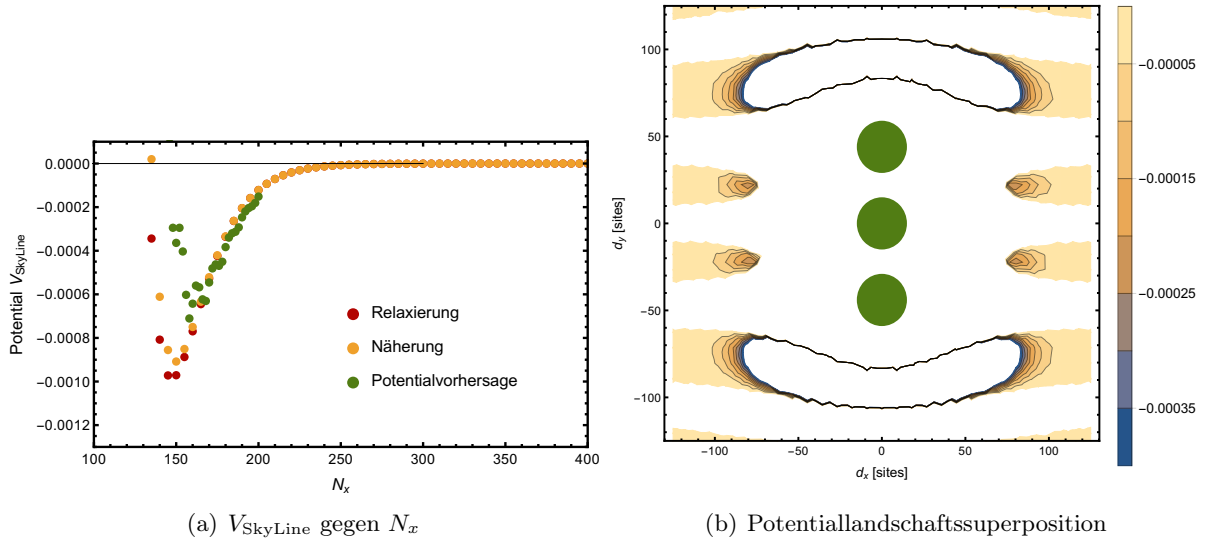 0.0000
-0.0002
-0.0004
-0.0006
-0.0008
-0.0010
-0.0012
100 150 200 250 300 350 400
Potential V_SkyLine
N_x
Relaxierung
Näherung
Potentialvorhersage
(a) V_SkyLine gegen N_x
100
50
0
-50
-100
-100 -50 0 50 100
d_y [sites]
d_x [sites]
-0.00005
-0.00015
-0.00025
-0.00035
(b) Potentiallandschaftssuperposition